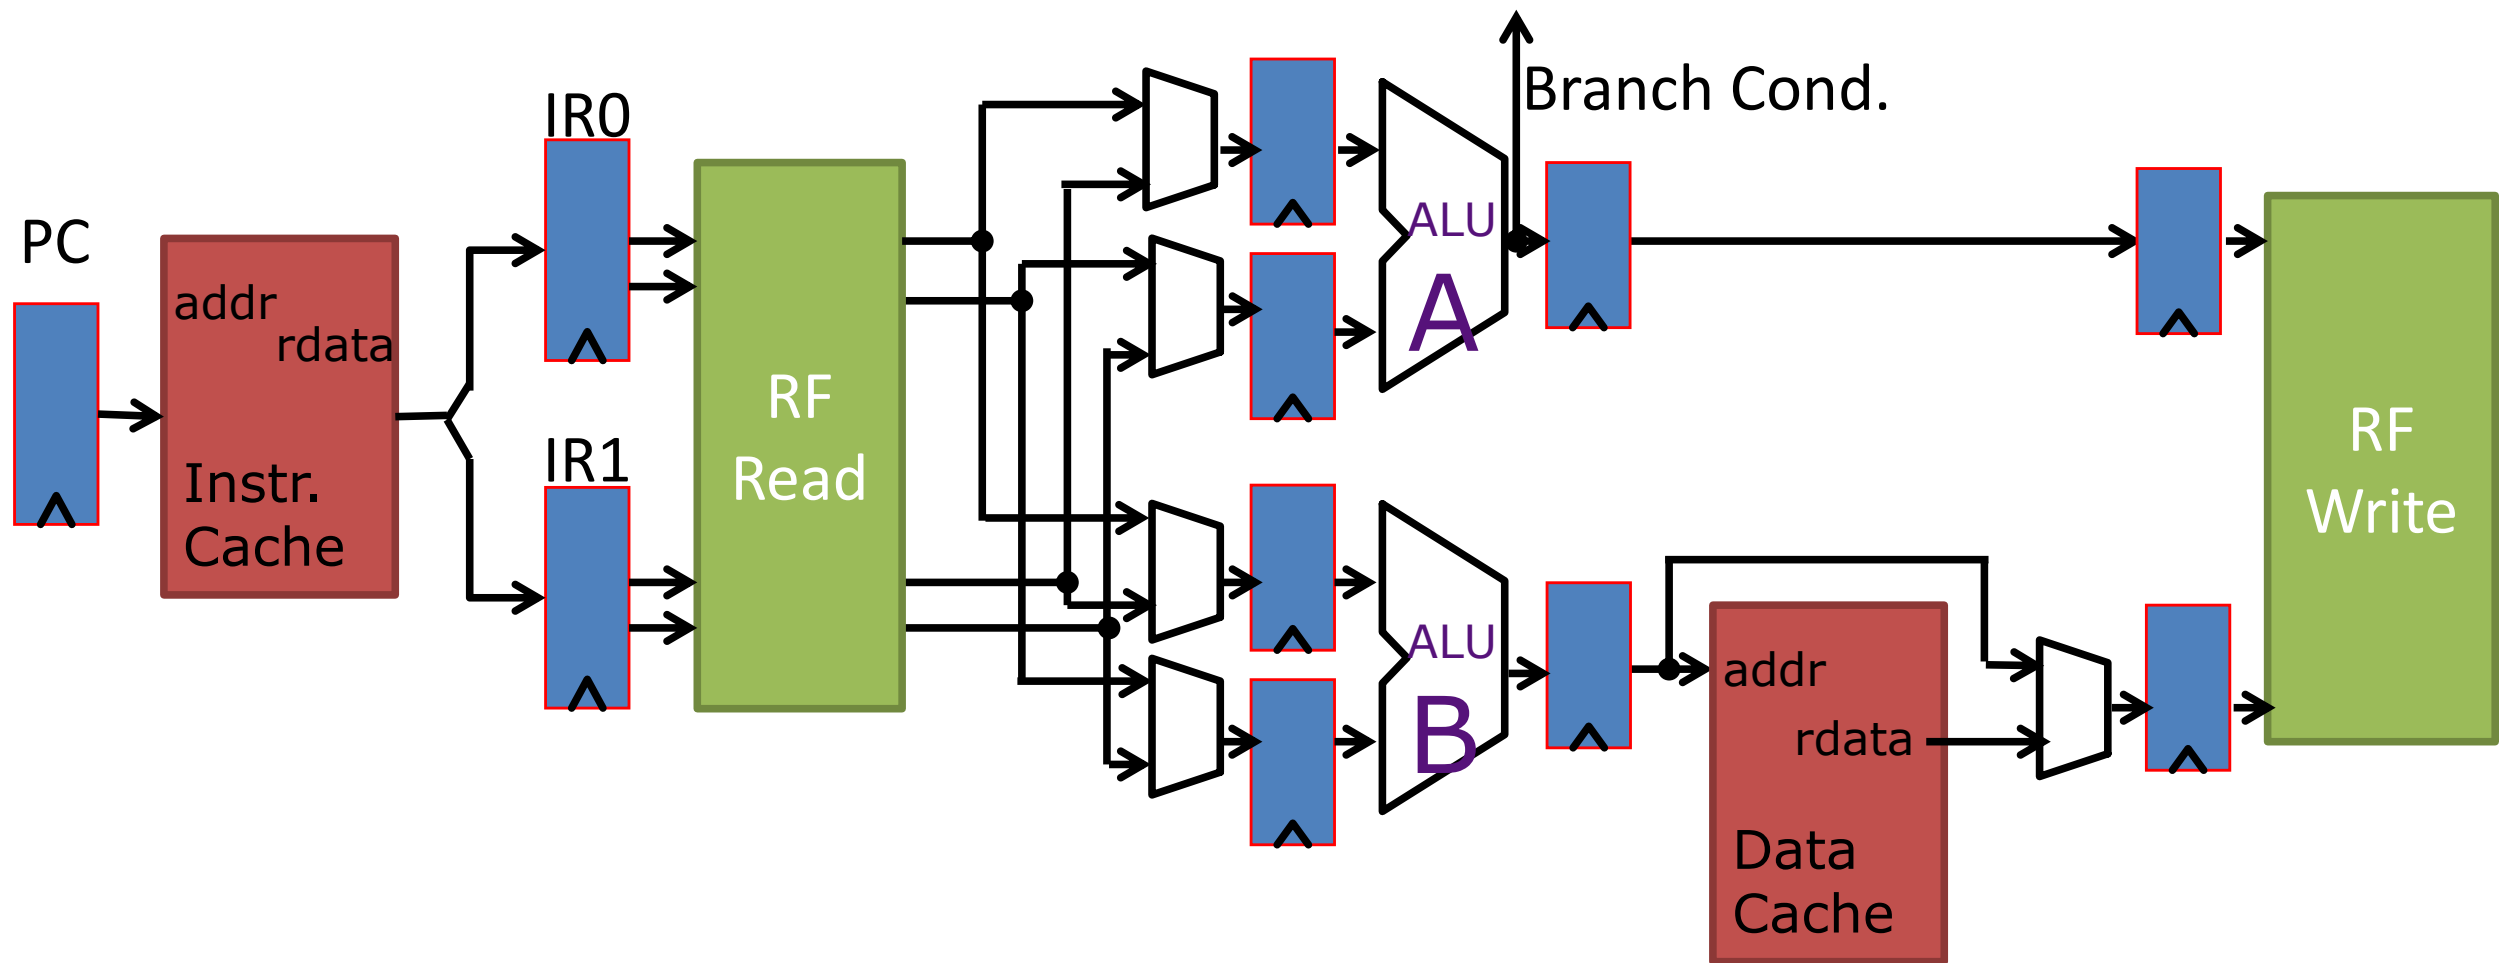 PC
addr
rdata
Instr.
Cache
IR0
IR1
RF
Read
ALU
A
Branch Cond.
ALU
B
addr
rdata
Data
Cache
RF
Write